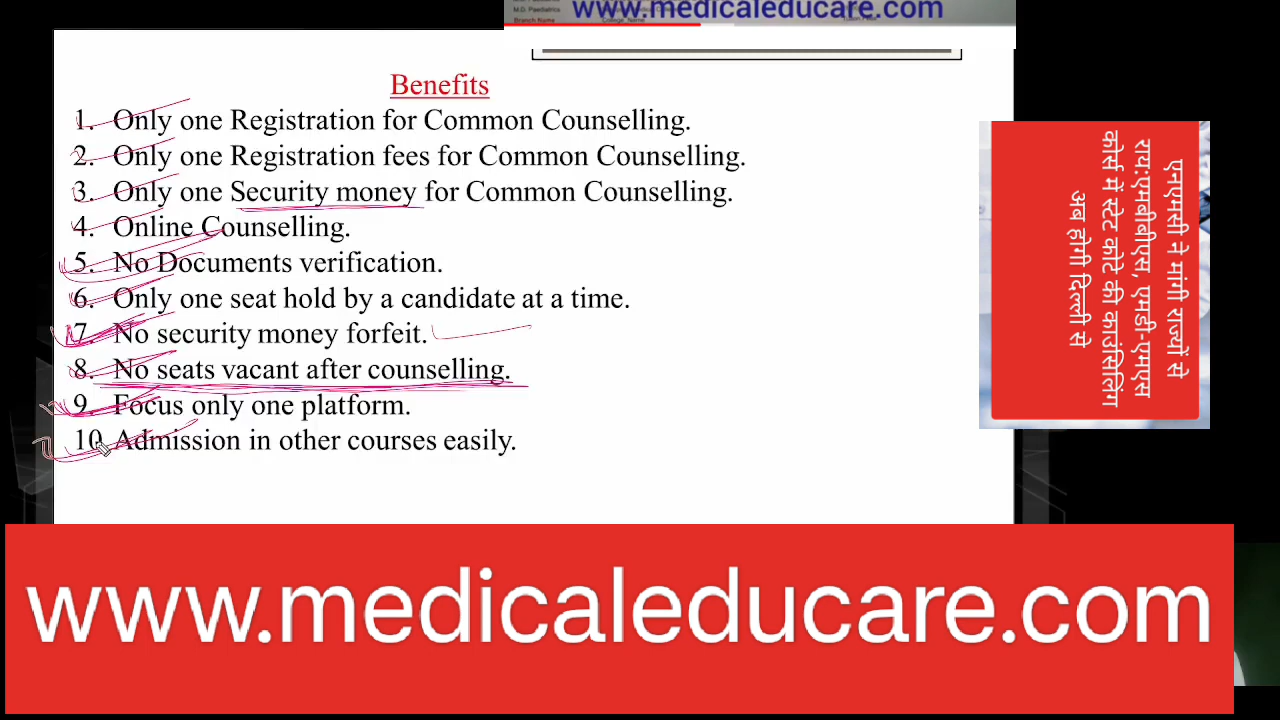 www.medicaleducare.com
M.D. Paediatrics
Branch Name
Benefits
1. Only one Registration for Common Counselling.
2. Only one Registration fees for Common Counselling.
3. Only one Security money for Common Counselling.
4. Online Counselling.
5. No Documents verification.
6. Only one seat hold by a candidate at a time.
7. No security money forfeit.
8. No seats vacant after counselling.
9. Focus only one platform.
10. Admission in other courses easily.
एनएमसी ने मांगी राज्यों से
राय:एमबीबीएस, एमडी-एमएस
कोर्स में स्टेट कोटे की काउंसिलिंग
अब होगी दिल्ली से
www.medicaleducare.com